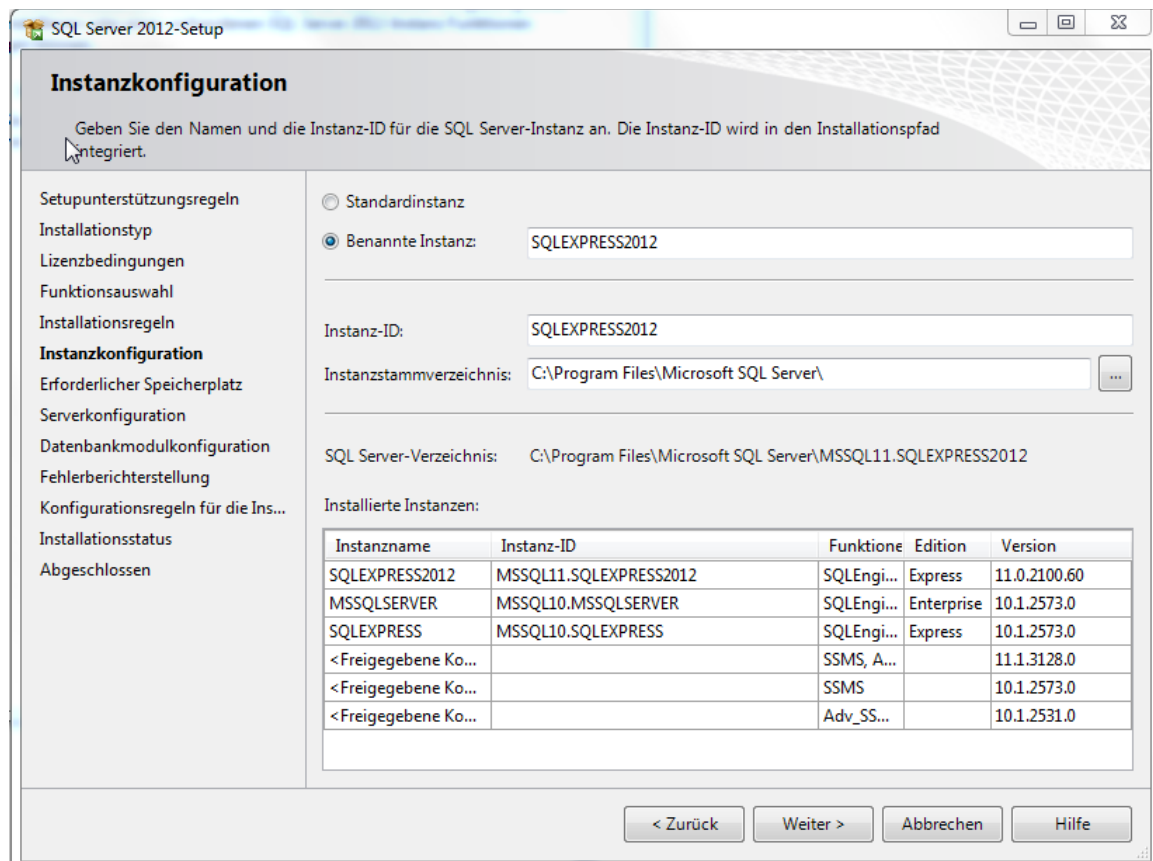 SQL Server 2012-Setup
Instanzkonfiguration
Geben Sie den Namen und die Instanz-ID für die SQL Server-Instanz an. Die Instanz-ID wird in den Installationspfad
integriert.
Setupunterstützungsregeln
Installationstyp
Lizenzbedingungen
Funktionsauswahl
Installationsregeln
Instanzkonfiguration
Erforderlicher Speicherplatz
Serverkonfiguration
Datenbankmodulkonfiguration
Fehlerberichterstellung
Konfigurationsregeln für die Ins...
Installationsstatus
Abgeschlossen
Standardinstanz
Benannte Instanz: SQLEXPRESS2012
Instanz-ID: SQLEXPRESS2012
Instanzstammverzeichnis: C:\Program Files\Microsoft SQL Server\ ...
SQL Server-Verzeichnis: C:\Program Files\Microsoft SQL Server\MSSQL11.SQLEXPRESS2012
Installierte Instanzen:
Instanzname Instanz-ID Funktione Edition Version
SQLEXPRESS2012 MSSQL11.SQLEXPRESS2012 SQLEngi... Express 11.0.2100.60
MSSQLSERVER MSSQL10.MSSQLSERVER SQLEngi... Enterprise 10.1.2573.0
SQLEXPRESS MSSQL10.SQLEXPRESS SQLEngi... Express 10.1.2573.0
<Freigegebene Ko... SSMS, A... 11.1.3128.0
<Freigegebene Ko... SSMS 10.1.2573.0
<Freigegebene Ko... Adv_SS... 10.1.2531.0
< Zurück Weiter > Abbrechen Hilfe